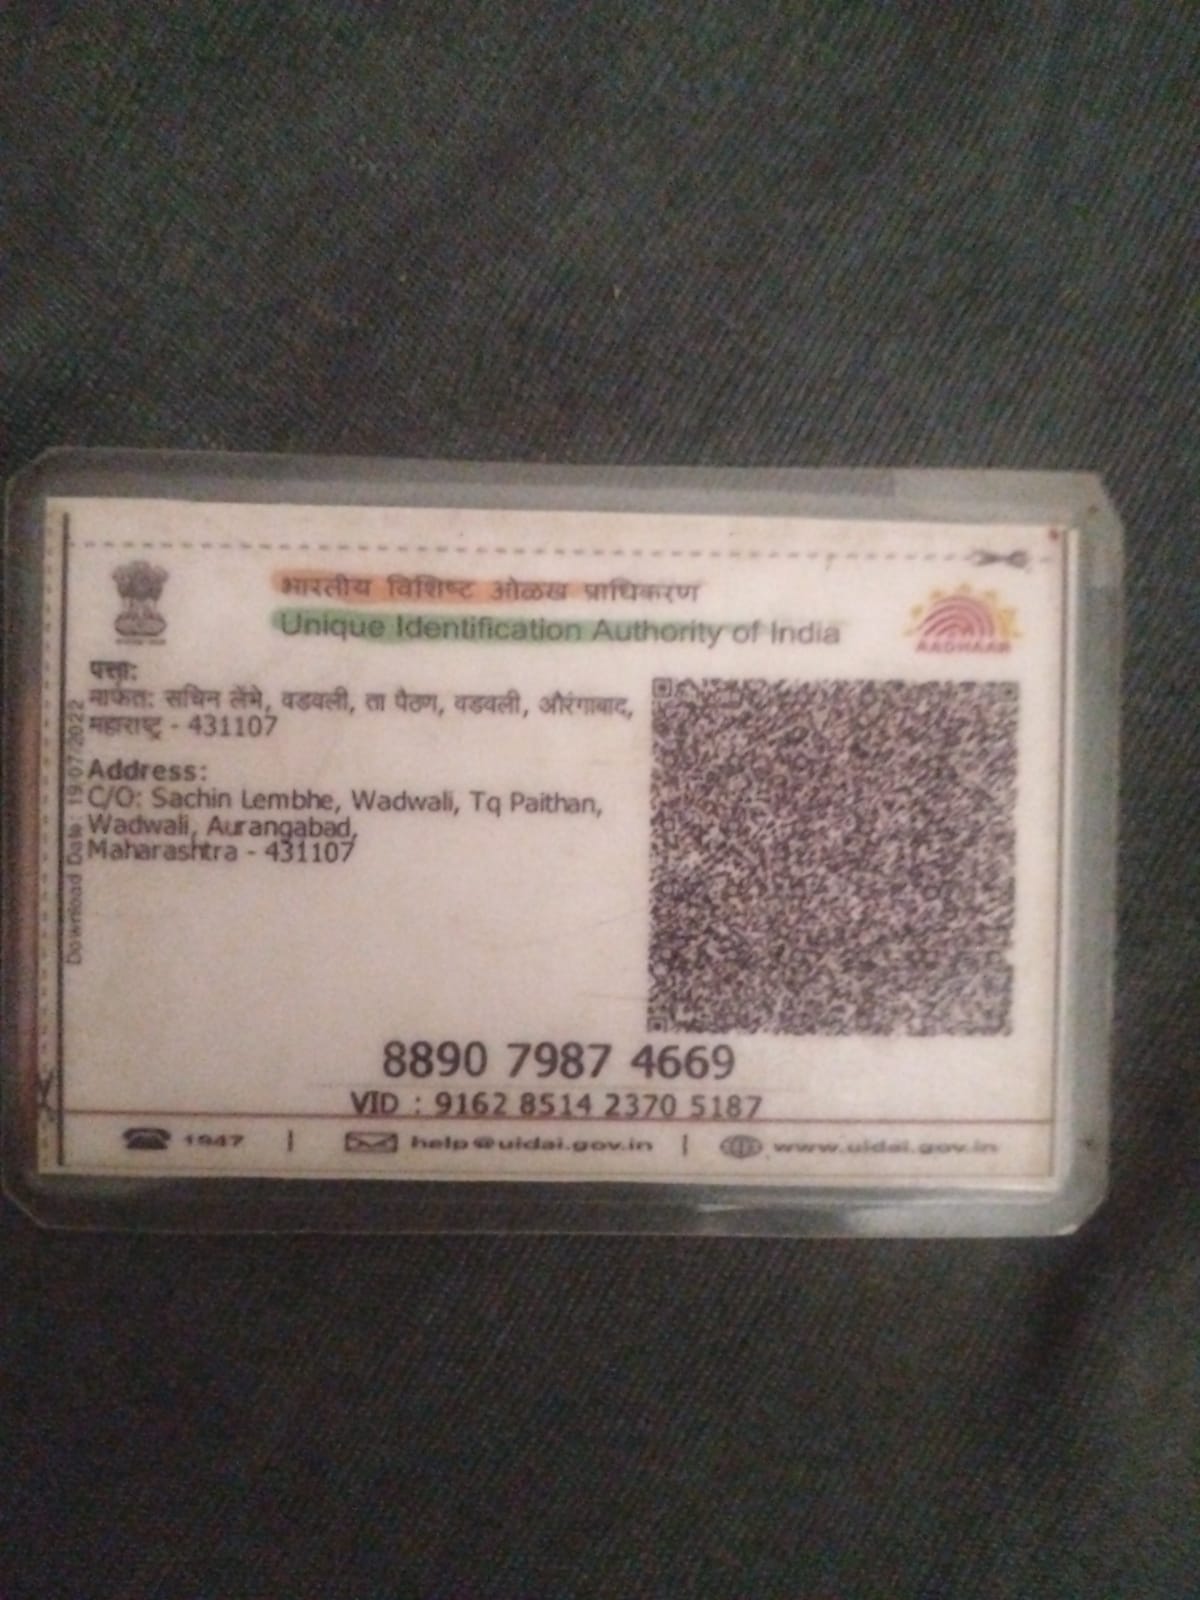 भारतीय विशिष्ट ओळख प्राधिकरण
Unique Identification Authority of India
AADHAAR
पत्ता:
मार्फत: सचिन लेंभे, वडवली, ता पैठण, वडवली, औरंगाबाद,
महाराष्ट्र - 431107
Address:
C/O: Sachin Lembhe, Wadwali, Tq Paithan,
Wadwali, Aurangabad,
Maharashtra - 431107
Download Date: 19/07/2022
8890 7987 4669
VID : 9162 8514 2370 5187
1947 | help@uidai.gov.in | www.uidai.gov.in